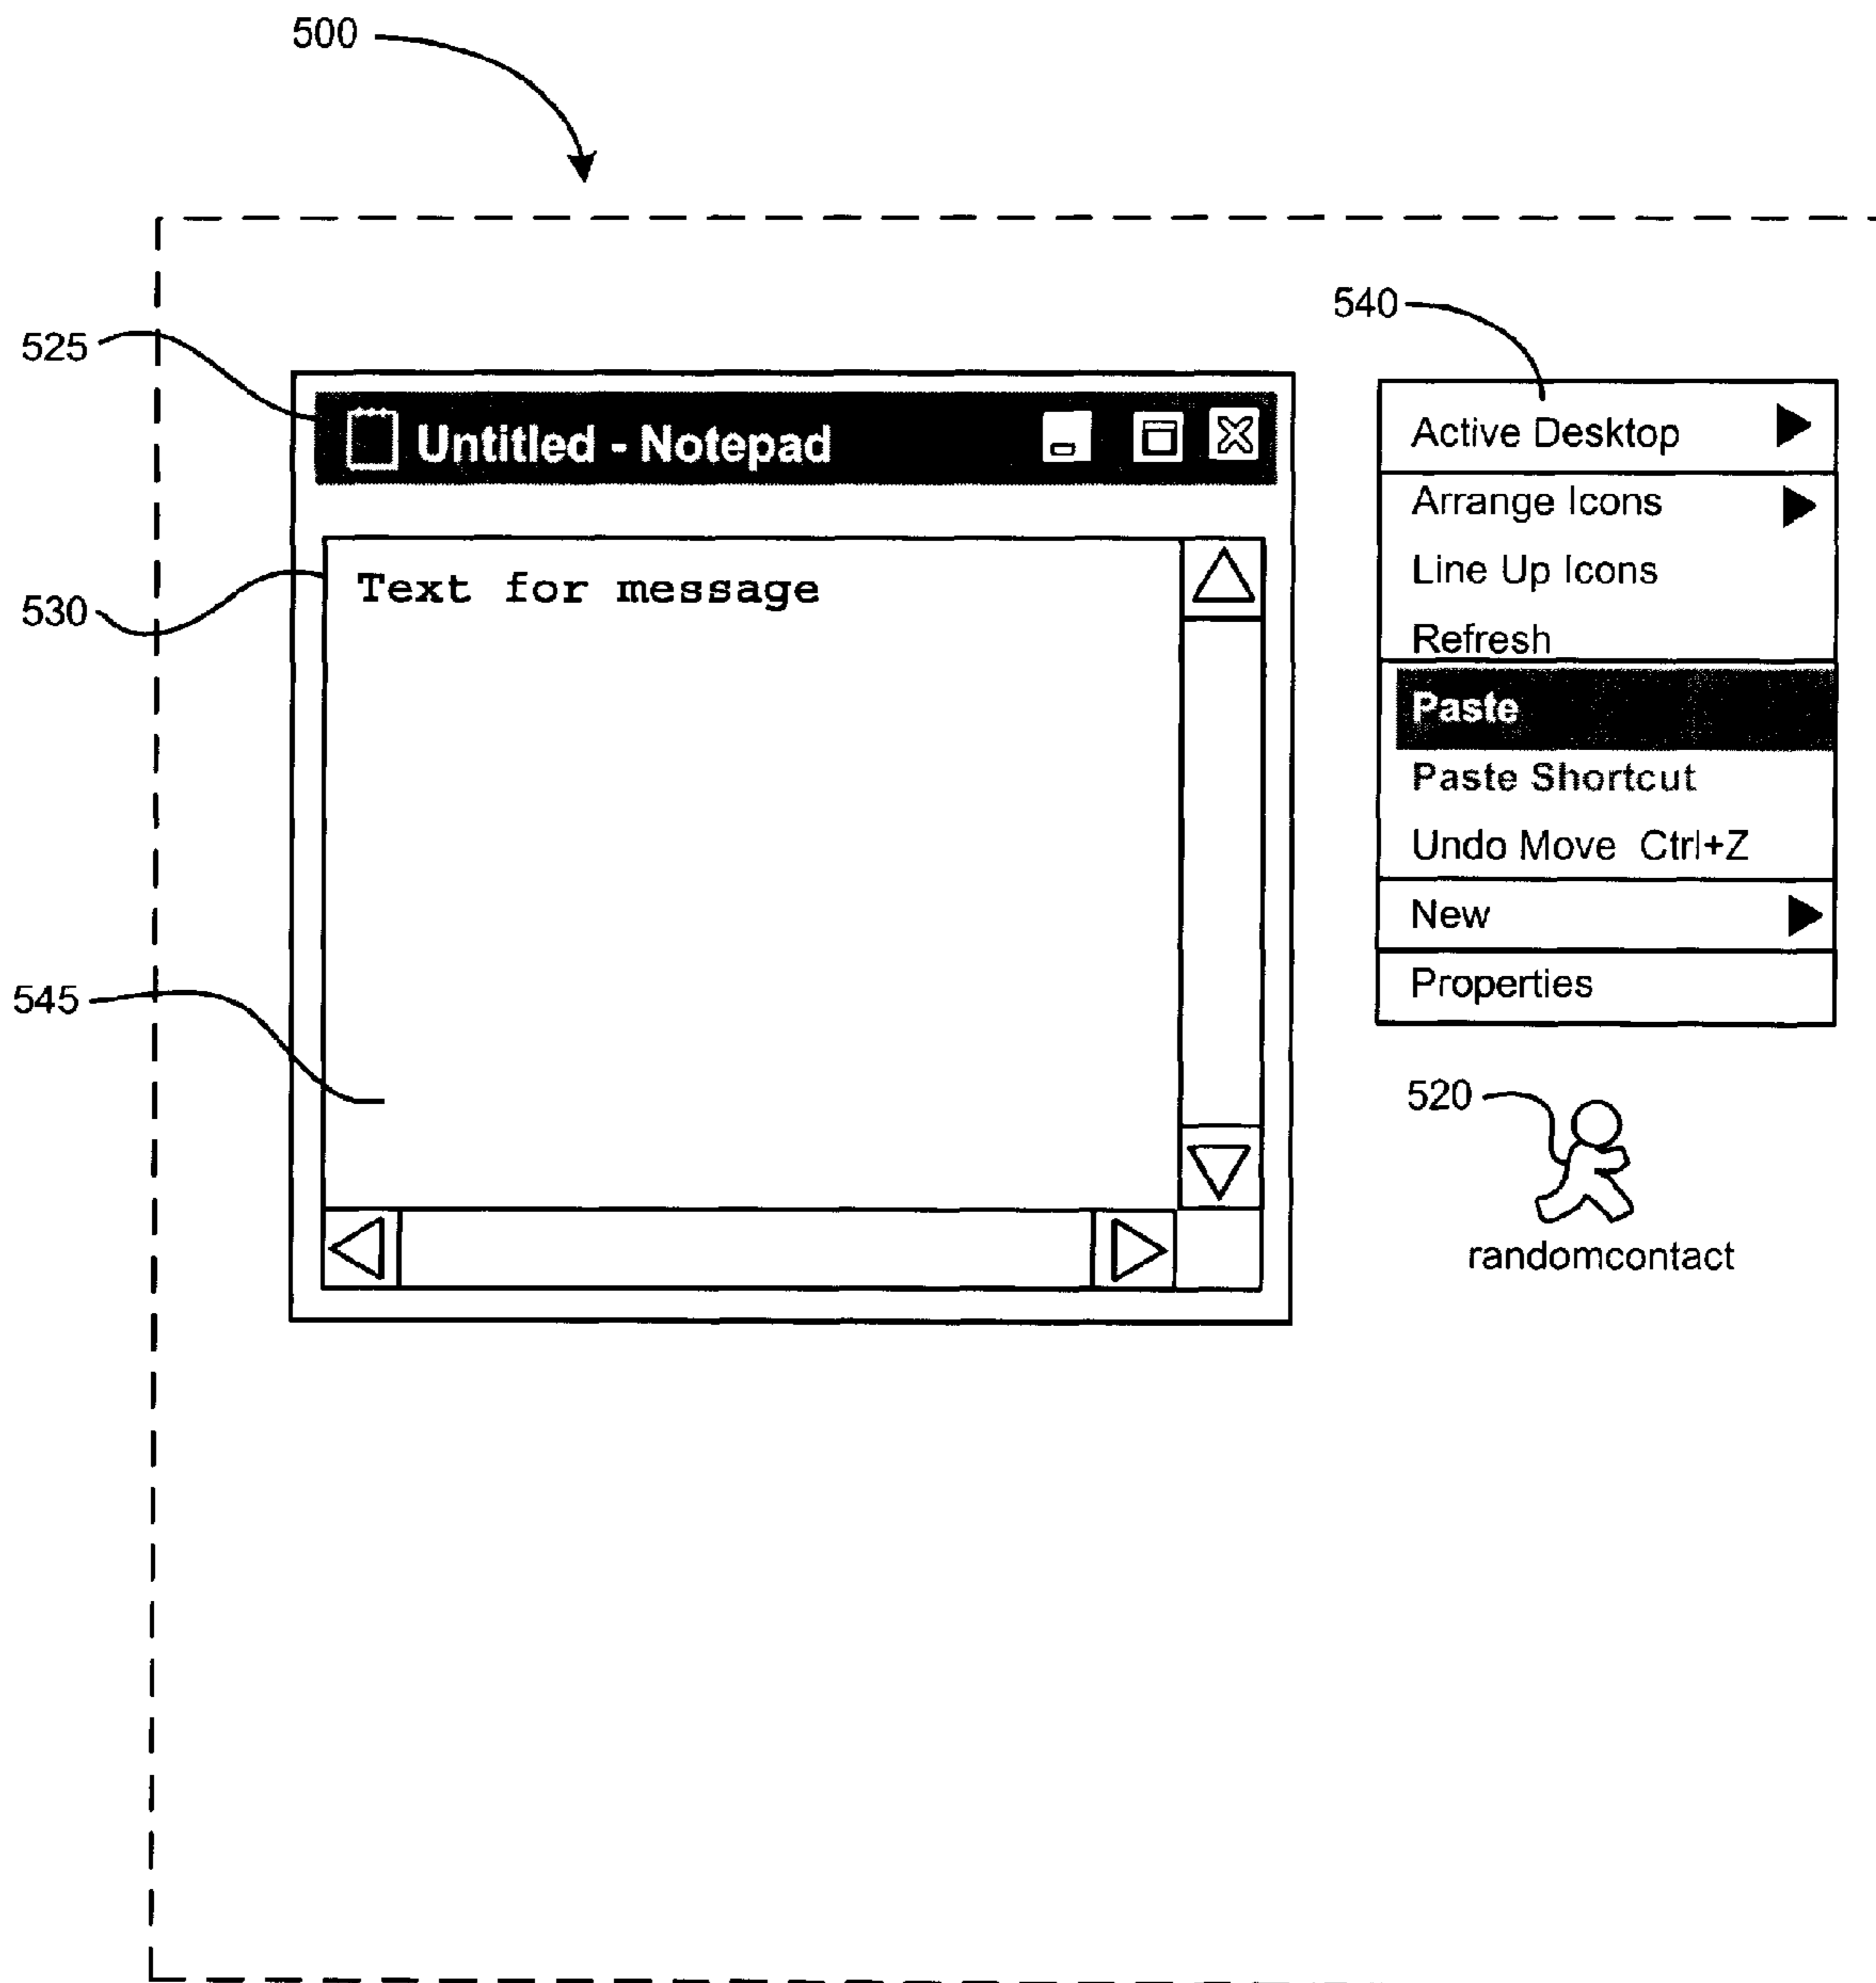 500
540
525
Untitled - Notepad
Active Desktop
Arrange Icons
Text for message
Line Up Icons
530
Refresh
Paste
Paste Shortcut
Undo Move Ctrl+Z
New
545
Properties
520
randomcontact